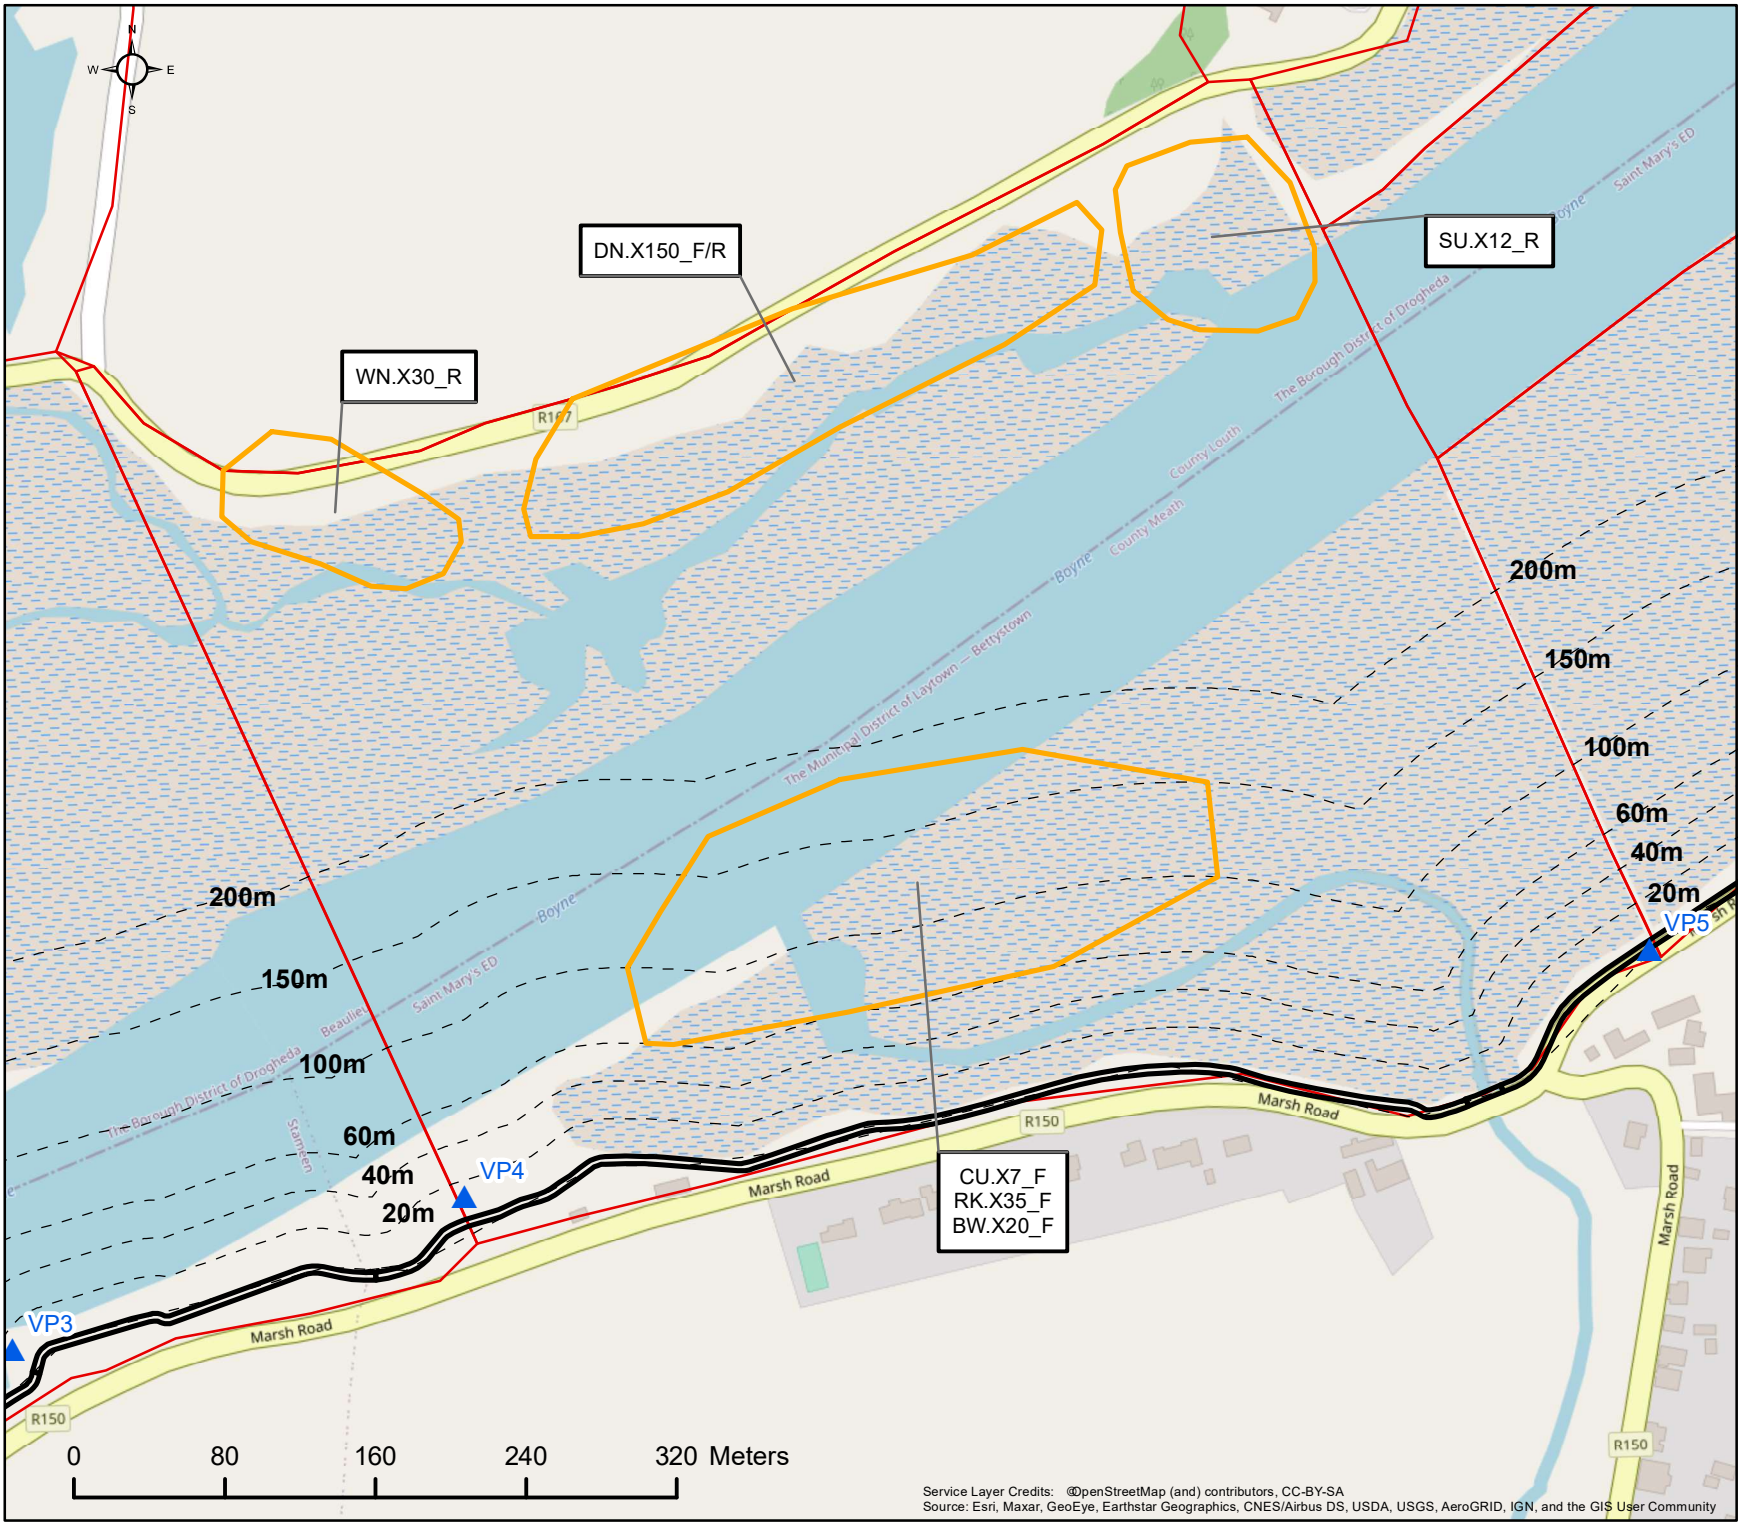 N
W
E
S
Saint Mary's ED
Boyne
DN.X150_F/R
SU.X12_R
The Borough District of Drogheda
WN.X30_R
R167
County Louth
County Meath
Boyne
200m
The Municipal District of Laytown — Bettystown
150m
100m
60m
40m
20m
VP5
200m
Boyne
150m
Saint Mary's ED
Beaulieu
100m
The Borough District of Drogheda
Stameen
60m
VP4
40m
20m
Marsh Road
R150
Marsh Road
CU.X7_F
RK.X35_F
BW.X20_F
Marsh Road
VP3
Marsh Road
R150
R150
0 80 160 240 320 Meters
Service Layer Credits: ©OpenStreetMap (and) contributors, CC-BY-SA
Source: Esri, Maxar, GeoEye, Earthstar Geographics, CNES/Airbus DS, USDA, USGS, AeroGRID, IGN, and the GIS User Community